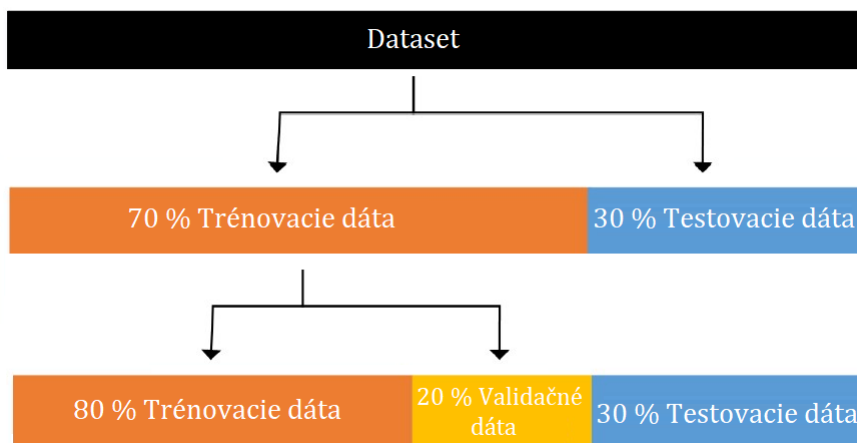 Dataset
70 % Trénovacie dáta
30 % Testovacie dáta
80 % Trénovacie dáta
20 % Validačné
dáta
30 % Testovacie dáta